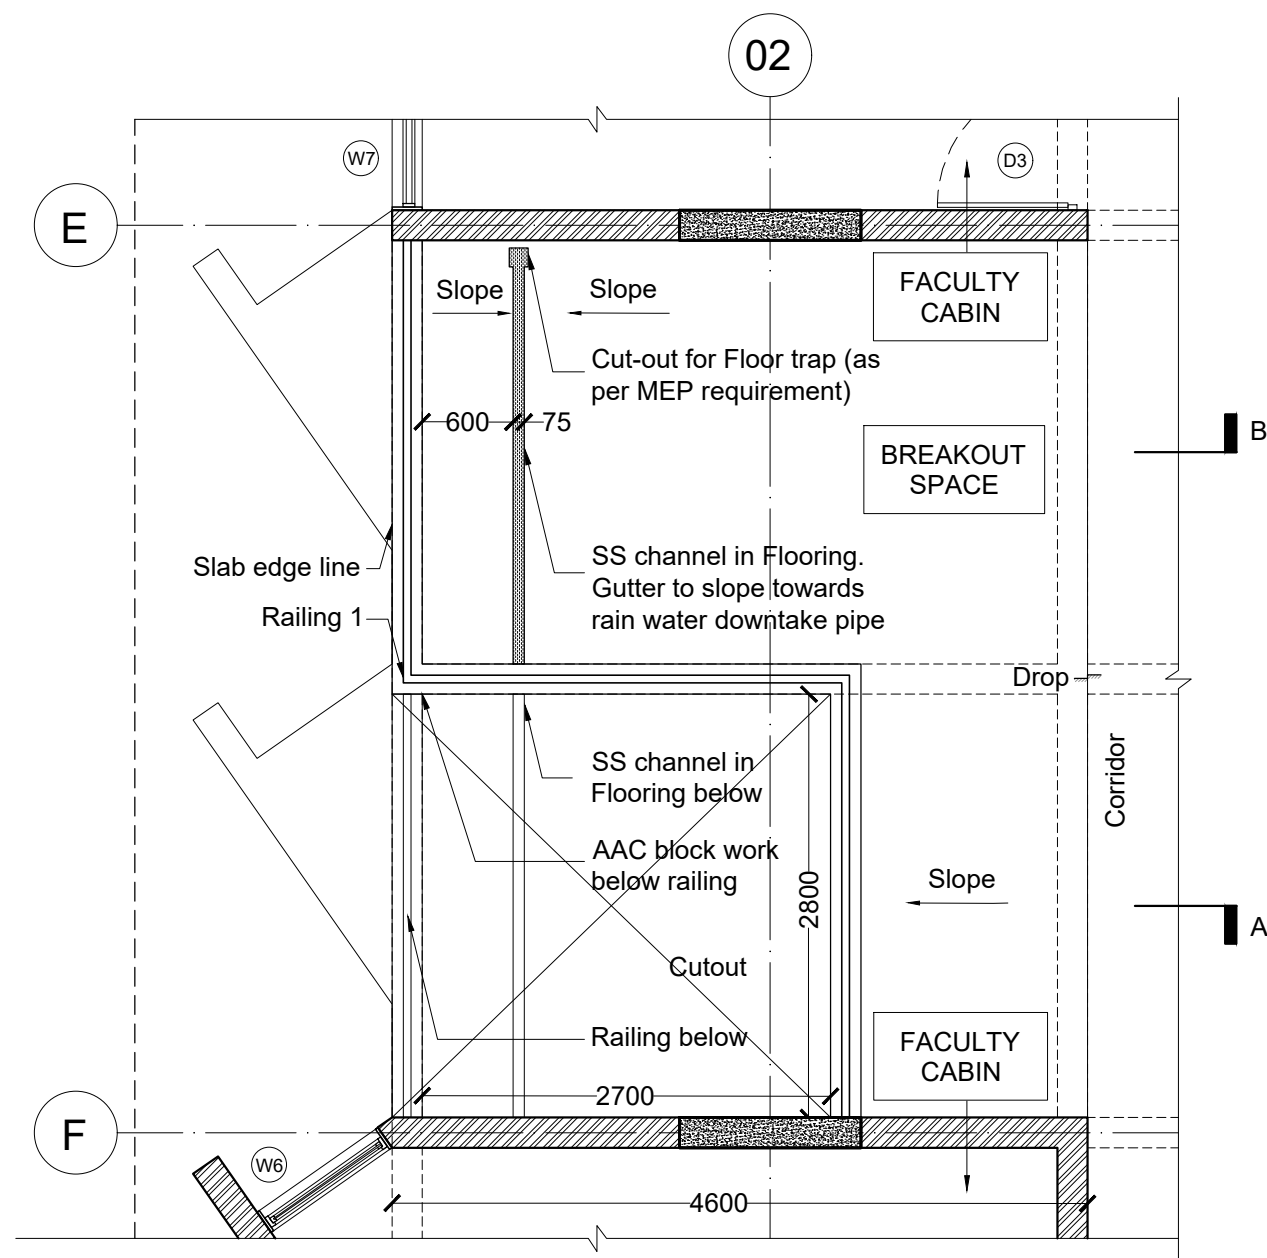 02
W7
D3
E
FACULTY
CABIN
Slope
Slope
Cut-out for Floor trap (as
per MEP requirement)
600
75
B
BREAKOUT
SPACE
SS channel in Flooring.
Gutter to slope towards
rain water downtake pipe
Slab edge line
Railing 1
Drop
SS channel in
Flooring below
Corridor
AAC block work
below railing
2800
Slope
A
Cutout
Railing below
FACULTY
CABIN
2700
F
W6
4600